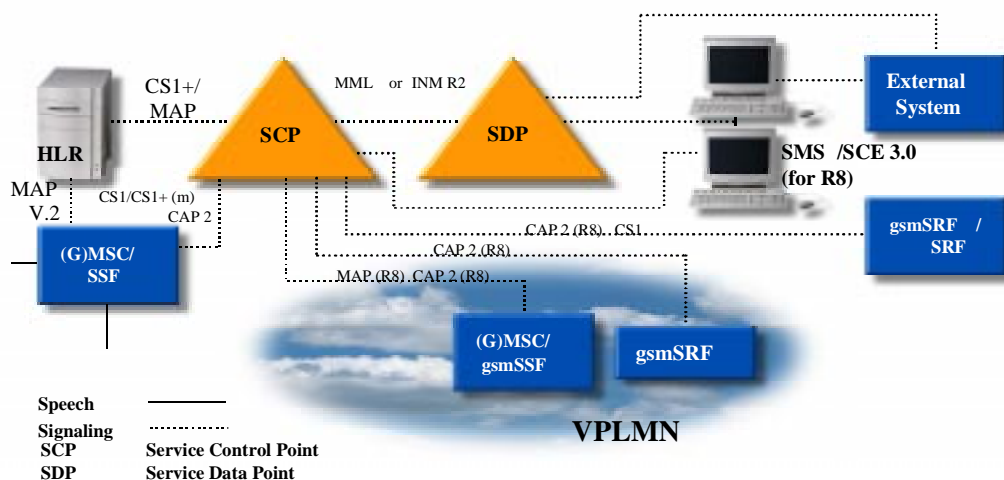 CS1+/
MAP
MML or INM R2
External
System
SCP
SDP
HLR
SMS /SCE 3.0
(for R8)
MAP
V.2
CS1/CS1+ (m)
CAP 2
gsmSRF /
SRF
CAP 2 (R8) CS1
CAP 2 (R8)
(G)MSC/
SSF
MAP (R8) CAP 2 (R8)
(G)MSC/
gsmSSF
gsmSRF
VPLMN
Speech
Signaling
SCP Service Control Point
SDP Service Data Point